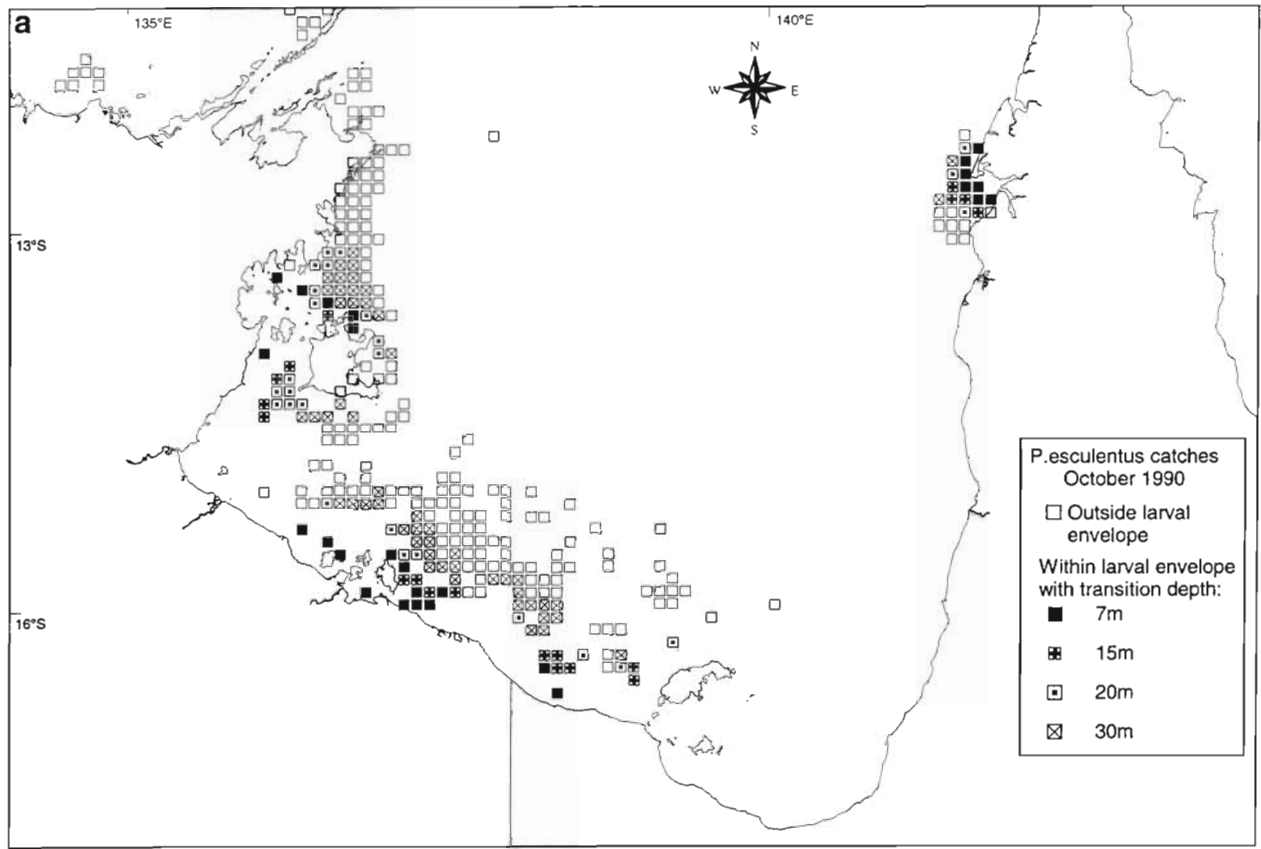 a
135°E
140°E
N
W E
S
13°S
16°S
P.esculentus catches
October 1990
Outside larval
envelope
Within larval envelope
with transition depth:
7m
15m
20m
30m